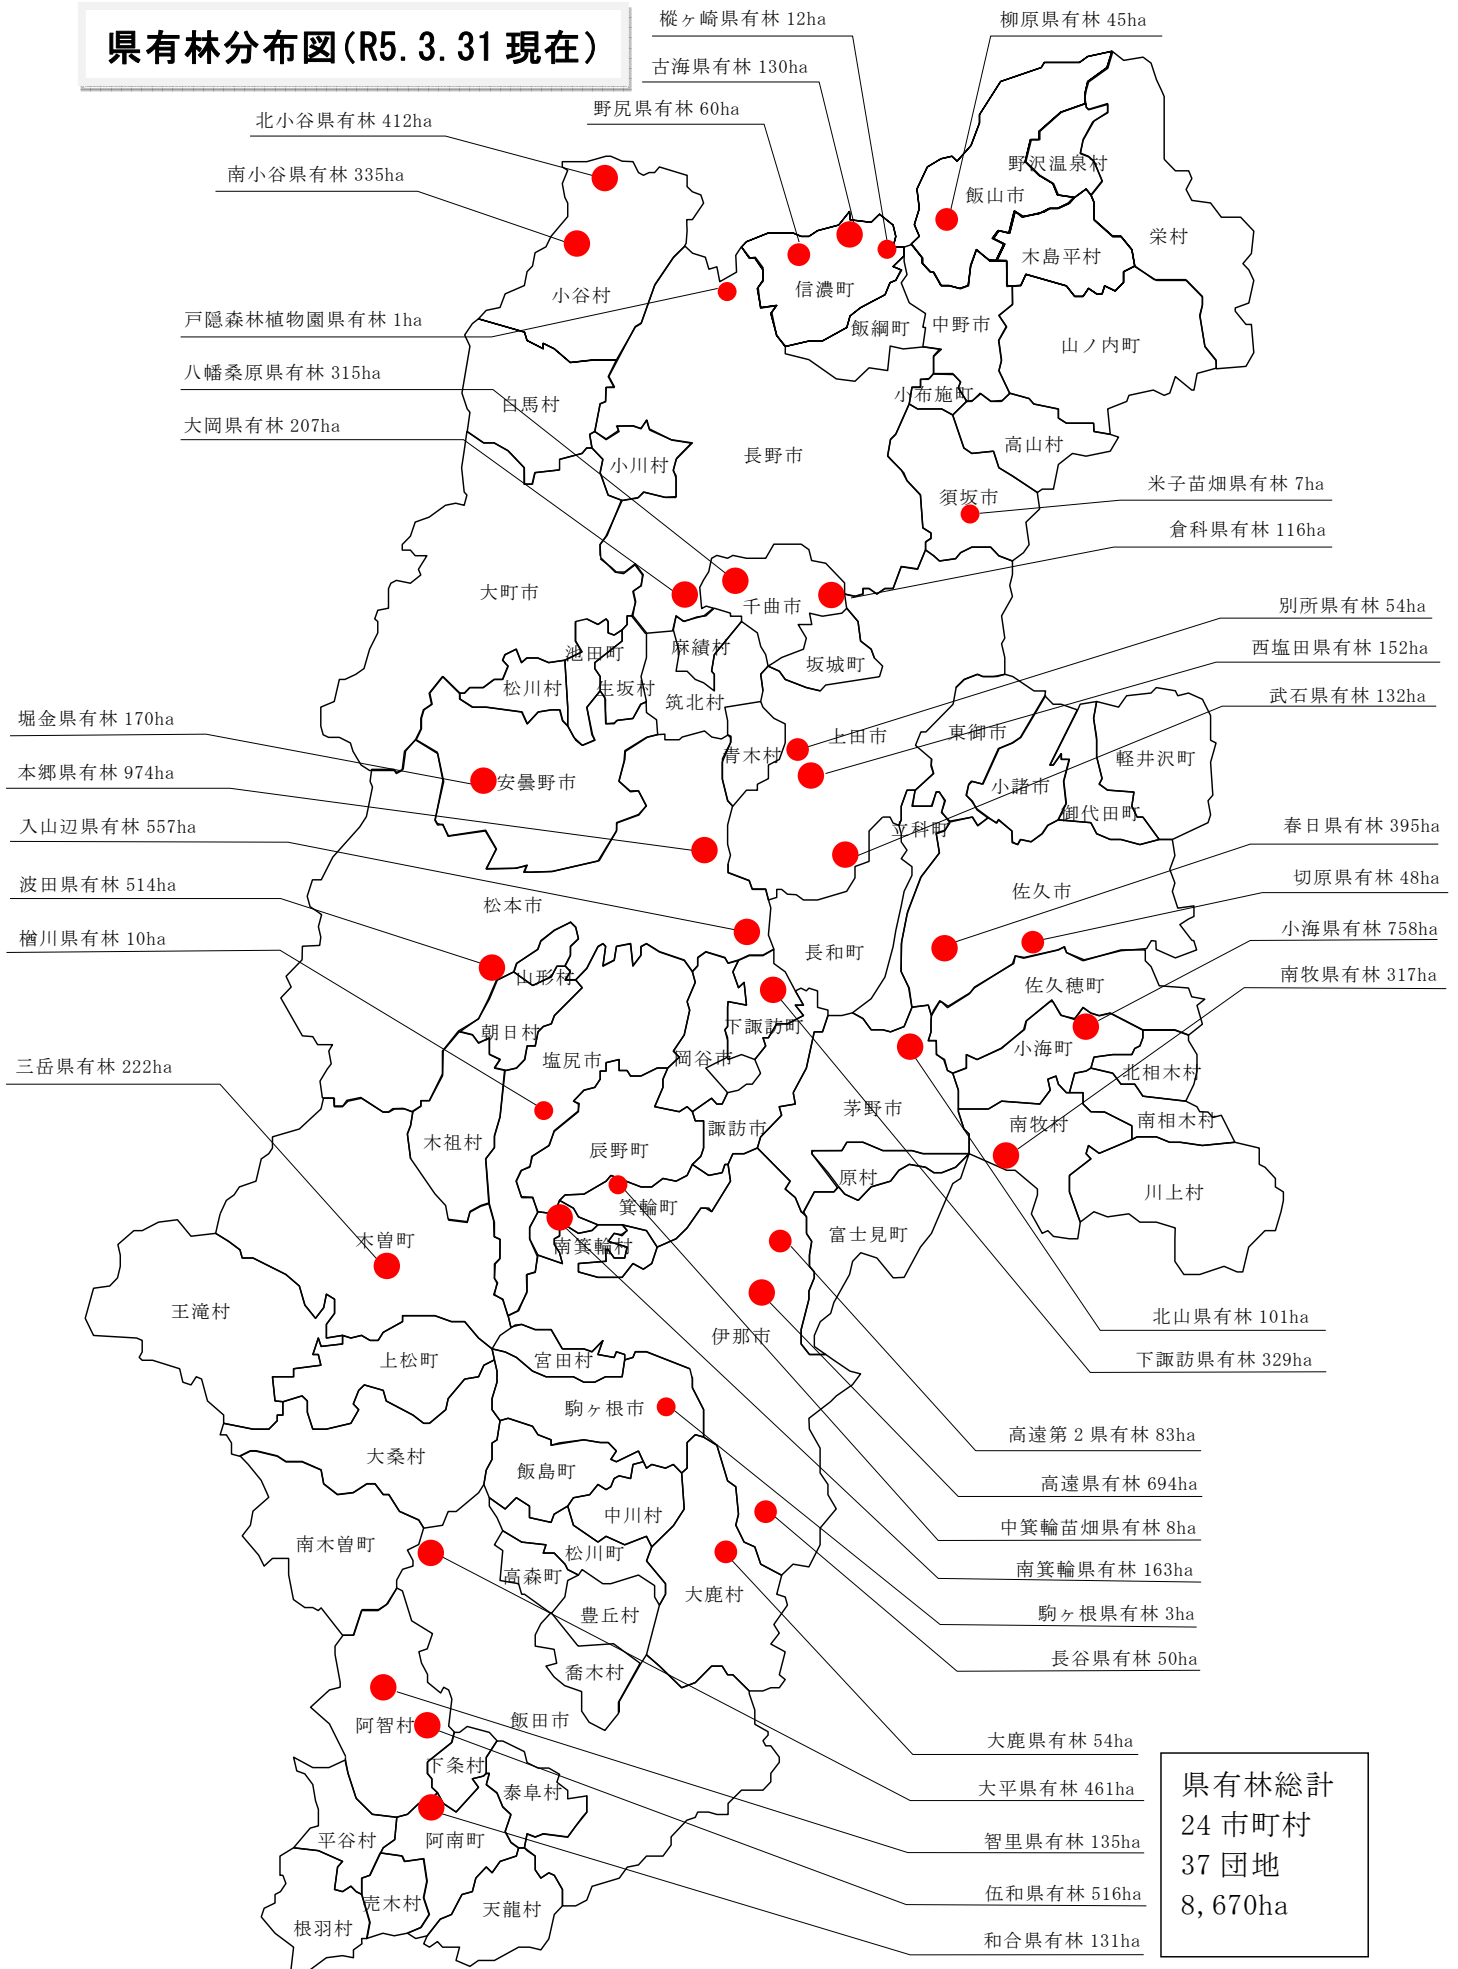 県有林分布図(R5.3.31 現在)
樅ヶ崎県有林 12ha
柳原県有林 45ha
古海県有林 130ha
野尻県有林 60ha
北小谷県有林 412ha
南小谷県有林 335ha
野沢温泉村
飯山市
栄村
木島平村
信濃町
小谷村
戸隠森林植物園県有林 1ha
飯綱町
中野市
山ノ内町
八幡桑原県有林 315ha
白馬村
小布施町
大岡県有林 207ha
長野市
高山村
小川村
米子苗畑県有林 7ha
須坂市
倉科県有林 116ha
大町市
千曲市
別所県有林 54ha
麻績村
池田町
西塩田県有林 152ha
坂城町
松川村
生坂村
筑北村
武石県有林 132ha
堀金県有林 170ha
上田市
東御市
青木村
軽井沢町
本郷県有林 974ha
安曇野市
小諸市
御代田町
入山辺県有林 557ha
立科町
春日県有林 395ha
波田県有林 514ha
佐久市
切原県有林 48ha
松本市
楢川県有林 10ha
小海県有林 758ha
長和町
山形村
佐久穂町
南牧県有林 317ha
朝日村
下諏訪町
塩尻市
岡谷市
小海町
三岳県有林 222ha
北相木村
茅野市
諏訪市
南牧村
南相木村
木祖村
辰野町
原村
川上村
箕輪町
木曽町
南箕輪村
富士見町
王滝村
伊那市
北山県有林 101ha
上松町
宮田村
下諏訪県有林 329ha
駒ヶ根市
高遠第2県有林 83ha
大桑村
飯島町
高遠県有林 694ha
中川村
中箕輪苗畑県有林 8ha
南木曽町
松川町
高森町
南箕輪県有林 163ha
大鹿村
豊丘村
駒ヶ根県有林 3ha
長谷県有林 50ha
喬木村
阿智村
飯田市
大鹿県有林 54ha
下条村
泰阜村
大平県有林 461ha
平谷村
阿南町
智里県有林 135ha
伍和県有林 516ha
売木村
天龍村
根羽村
和合県有林 131ha
県有林総計
24 市町村
37 団地
8,670ha